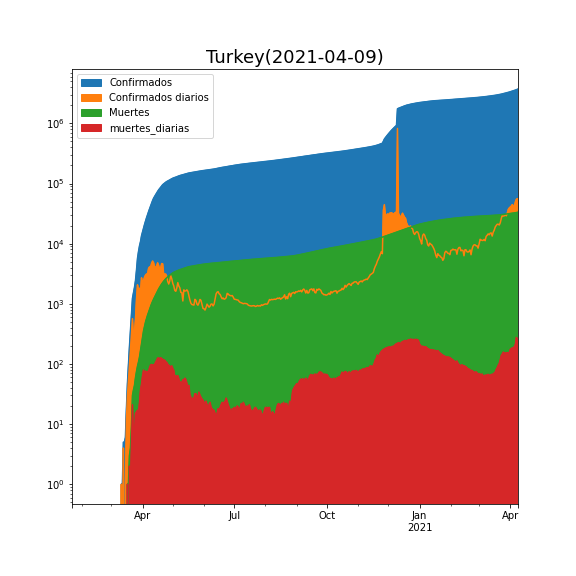 Turkey(2021-04-09)
Confirmados
Confirmados diarios
Muertes
muertes_diarias
10⁶
10⁵
10⁴
10³
10²
10¹
10⁰
Apr Jul Oct Jan Apr
2021